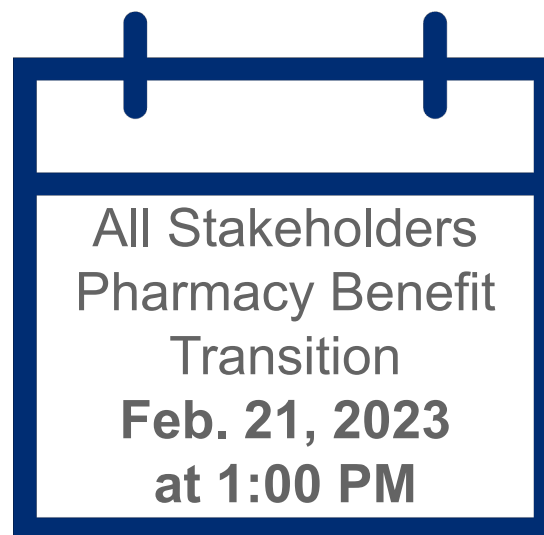 All Stakeholders
Pharmacy Benefit
Transition
Feb. 21, 2023
at 1:00 PM